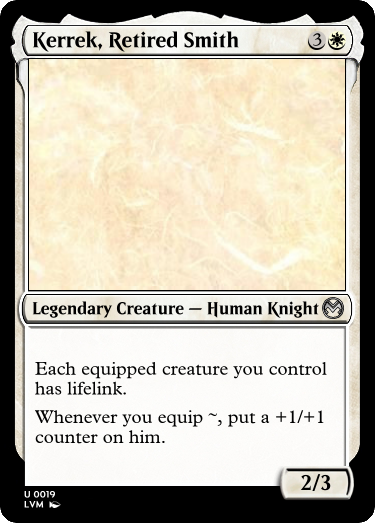 Kerrek, Retired Smith 3
Legendary Creature — Human Knight
Each equipped creature you control
has lifelink.
Whenever you equip ~, put a +1/+1
counter on him.
2/3
U 0019
LVM